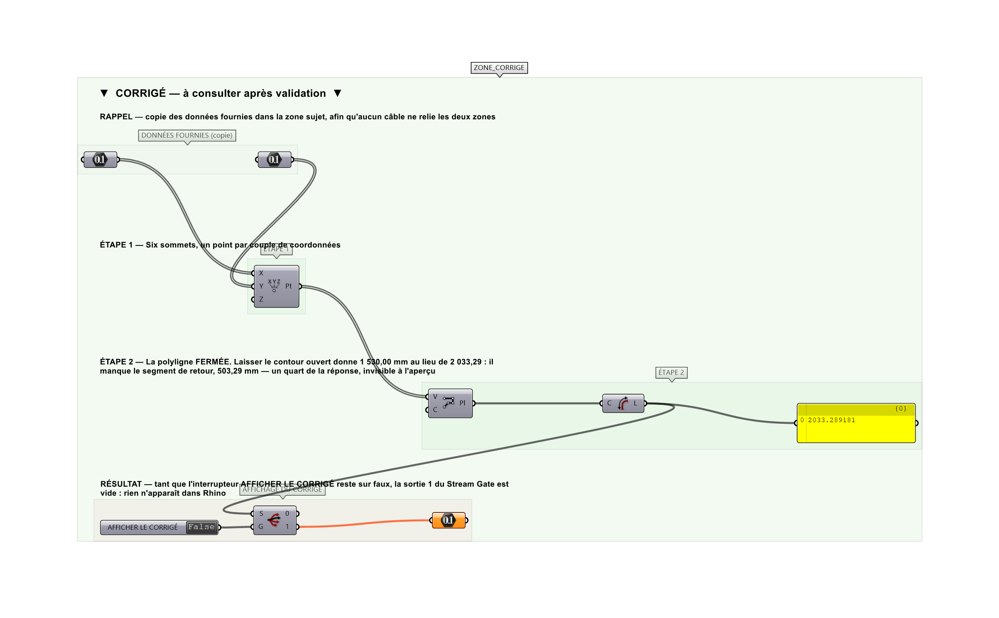 ZONE_CORRIGE
▼ CORRIGÉ — à consulter après validation ▼
RAPPEL — copie des données fournies dans la zone sujet, afin qu'aucun câble ne relie les deux zones
DONNÉES FOURNIES (copie)
0.1
0.1
ÉTAPE 1 — Six sommets, un point par couple de coordonnées
ÉTAPE 1
X
XYZ
Y
Pt
Z
ÉTAPE 2 — La polyligne FERMÉE. Laisser le contour ouvert donne 1 530,00 mm au lieu de 2 033,29 : il
manque le segment de retour, 503,29 mm — un quart de la réponse, invisible à l'aperçu
ÉTAPE 2
V
Pl
C
C
L
{0}
0 2033.289181
RÉSULTAT — tant que l'interrupteur AFFICHER LE CORRIGÉ reste sur faux, la sortie 1 du Stream Gate est
vide : rien n'apparaît dans Rhino
AFFICHAGE DU CORRIGÉ
S 0
G 1
0.1
AFFICHER LE CORRIGÉ False